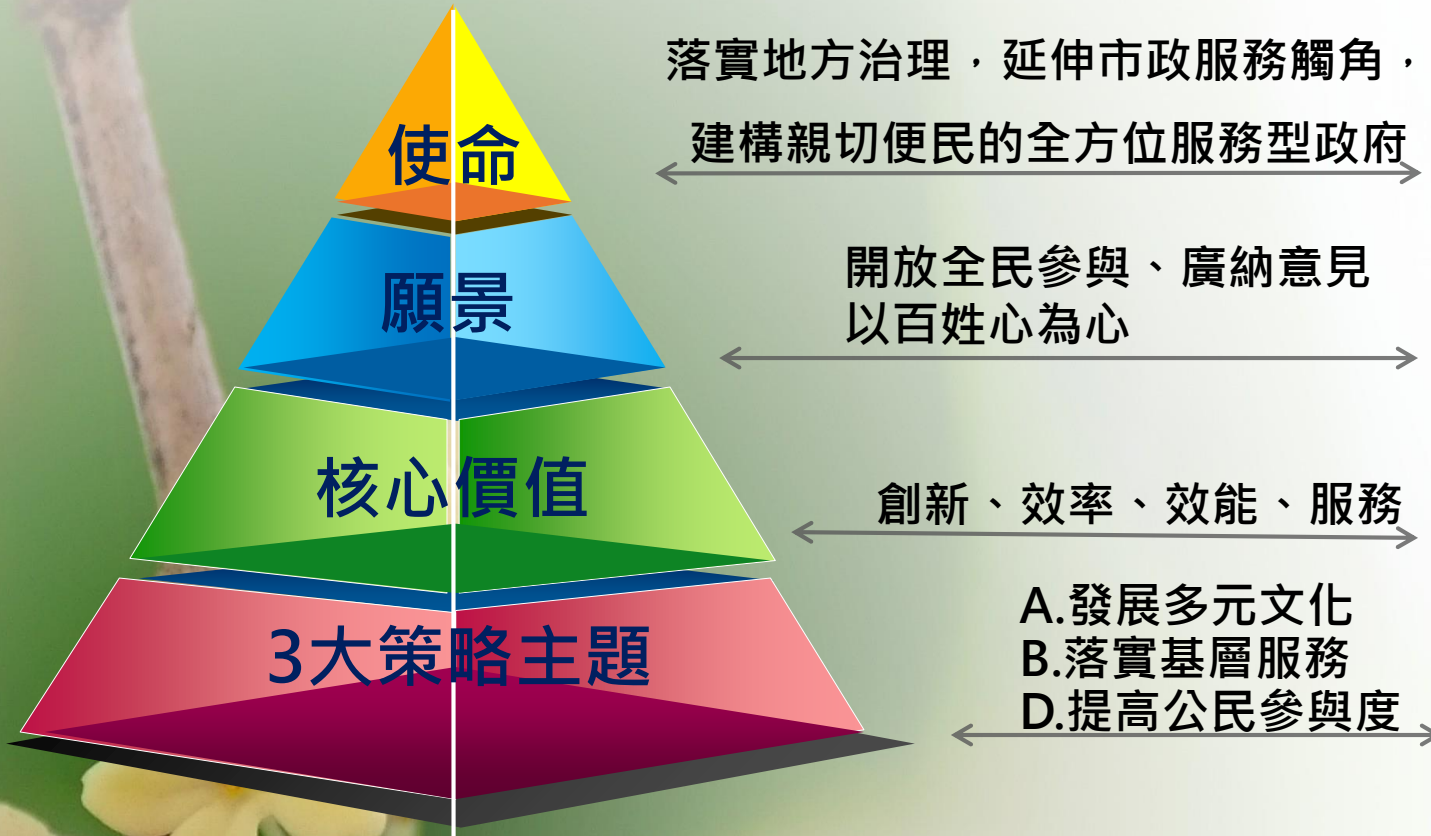 使命
落實地方治理，延伸市政服務觸角，
建構親切便民的全方位服務型政府
願景
開放全民參與、廣納意見
以百姓心為心
核心價值
創新、效率、效能、服務
3大策略主題
A.發展多元文化
B.落實基層服務
D.提高公民參與度